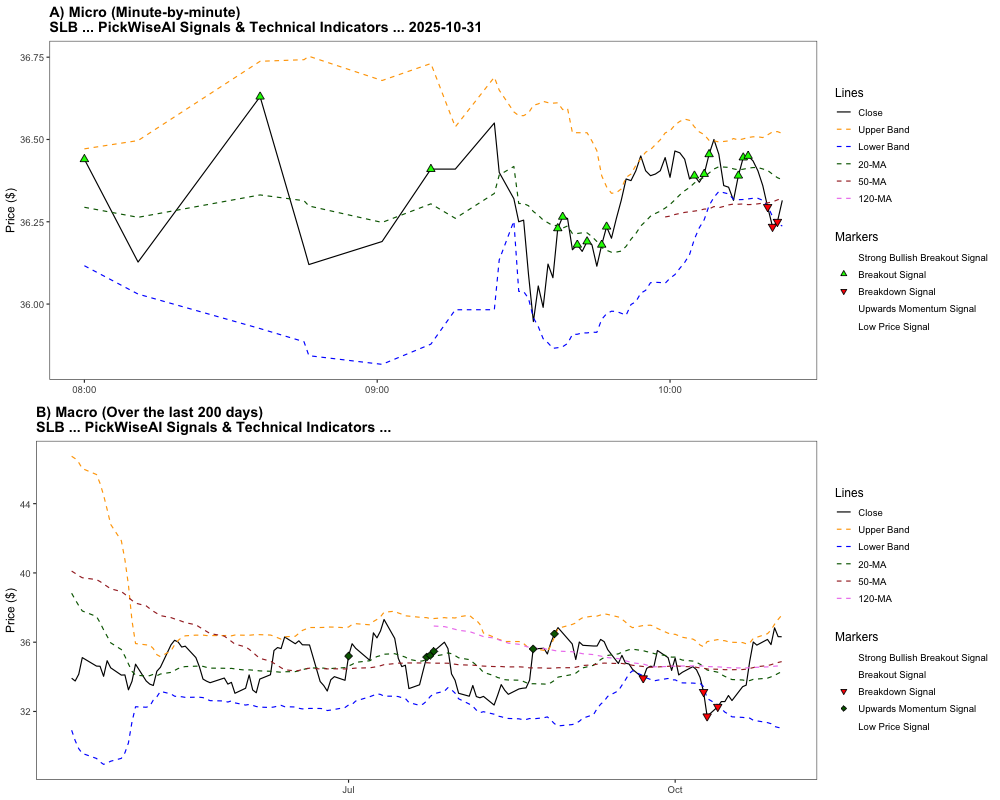 A) Micro (Minute-by-minute)
SLB ... PickWiseAI Signals & Technical Indicators ... 2025-10-31
Price ($)
36.75
36.50
36.25
36.00
08:00
09:00
10:00
Lines
Close
Upper Band
Lower Band
20-MA
50-MA
120-MA
Markers
Strong Bullish Breakout Signal
Breakout Signal
Breakdown Signal
Upwards Momentum Signal
Low Price Signal
B) Macro (Over the last 200 days)
SLB ... PickWiseAI Signals & Technical Indicators ...
Price ($)
44
40
36
32
Jul
Oct
Lines
Close
Upper Band
Lower Band
20-MA
50-MA
120-MA
Markers
Strong Bullish Breakout Signal
Breakout Signal
Breakdown Signal
Upwards Momentum Signal
Low Price Signal